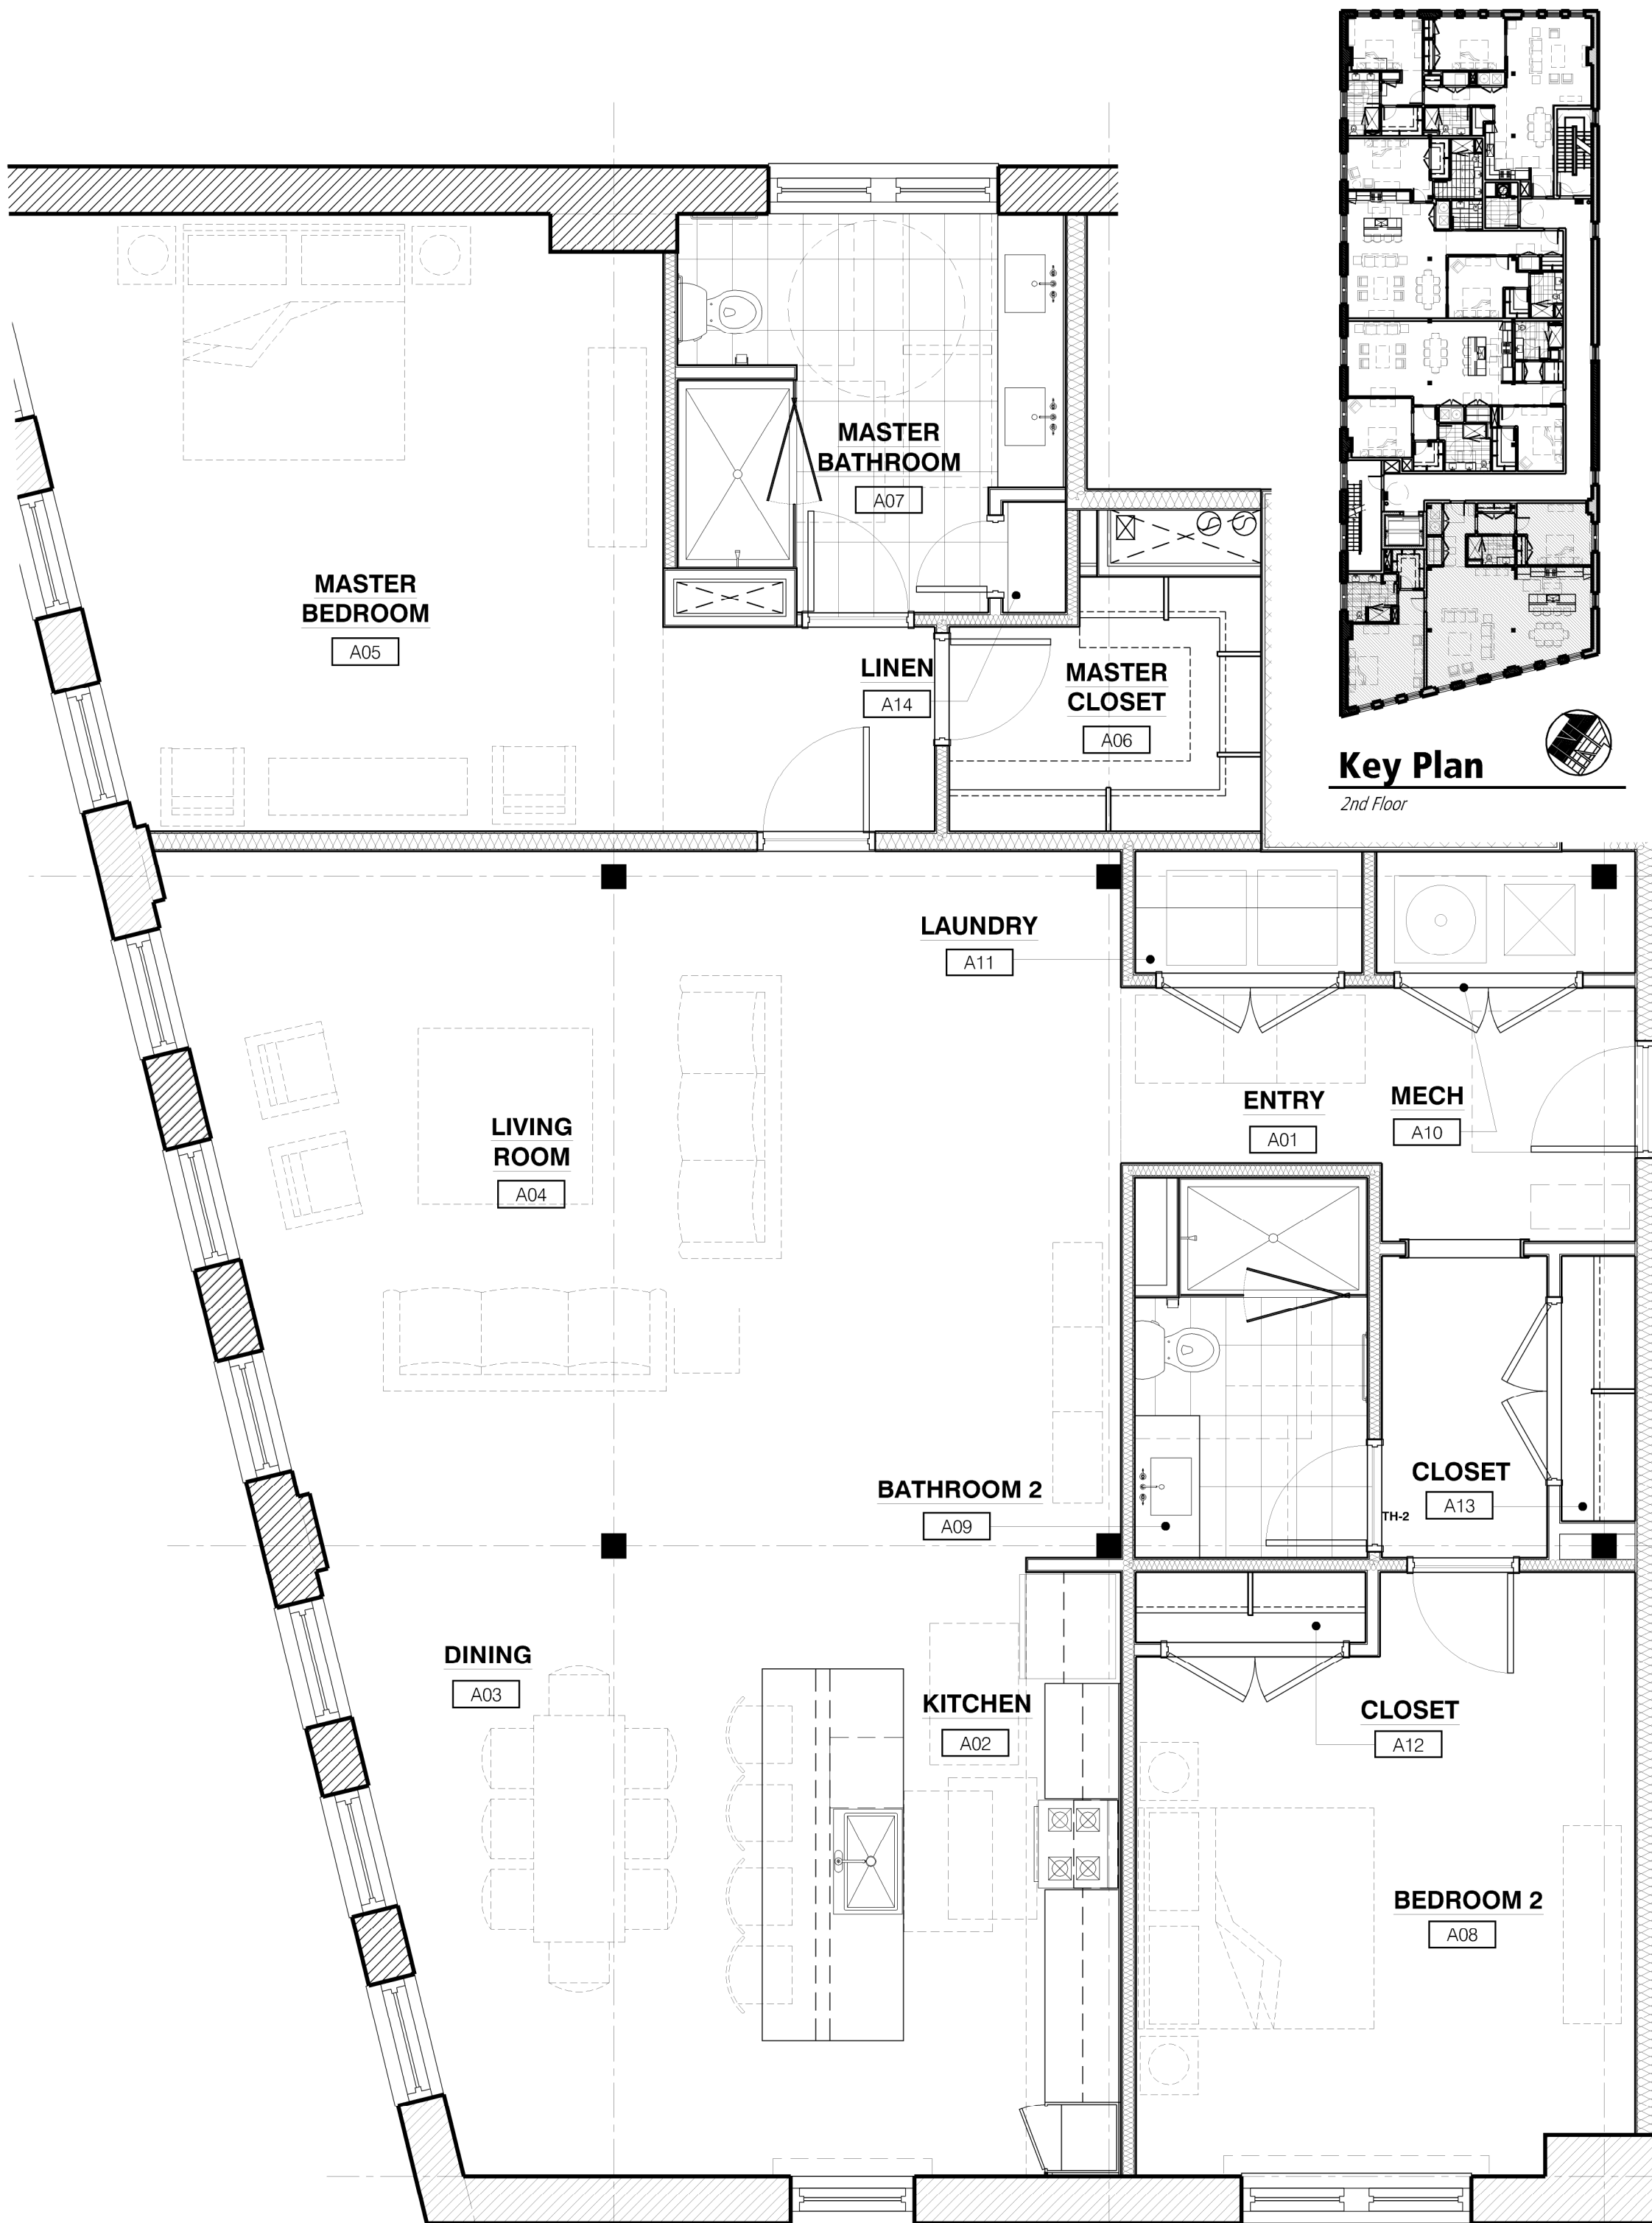 MASTER
BATHROOM
A07
MASTER
BEDROOM
A05
LINEN
A14
MASTER
CLOSET
A06
Key Plan
2nd Floor
LAUNDRY
A11
ENTRY
A01
MECH
A10
LIVING
ROOM
A04
BATHROOM 2
A09
CLOSET
A13
TH-2
DINING
A03
KITCHEN
A02
CLOSET
A12
BEDROOM 2
A08